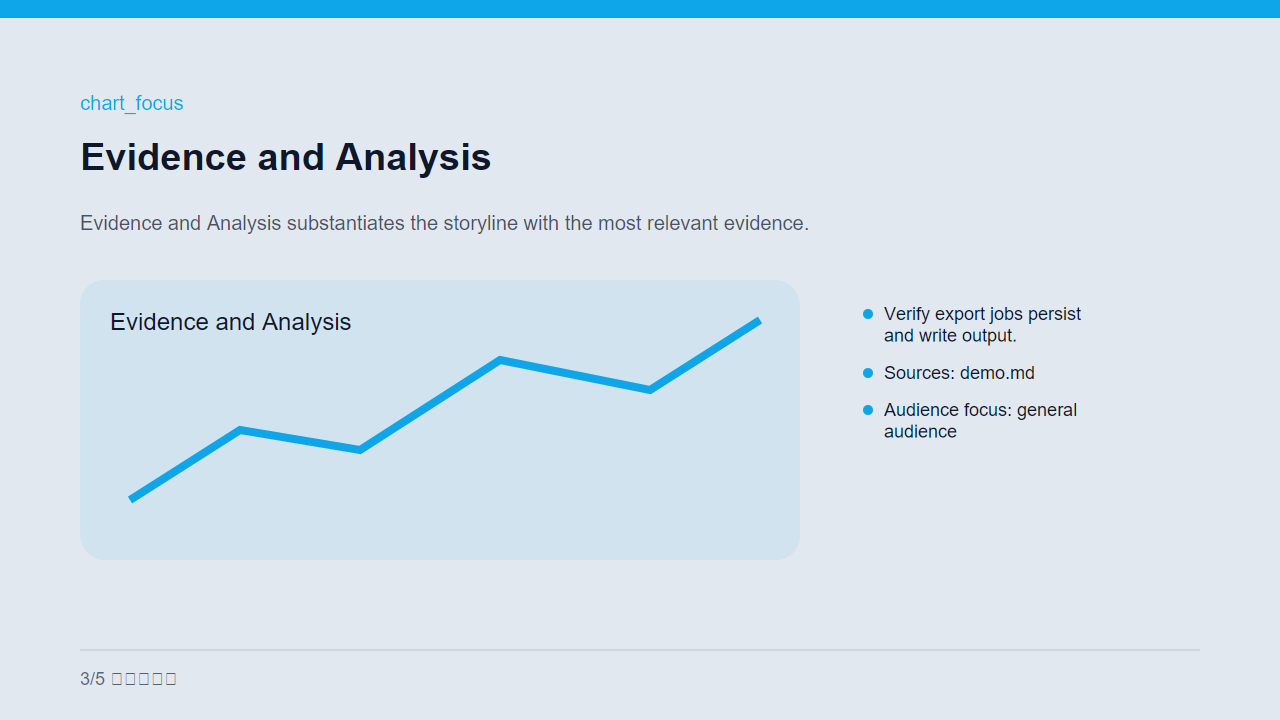 chart_focus
Evidence and Analysis
Evidence and Analysis substantiates the storyline with the most relevant evidence.
Evidence and Analysis
Verify export jobs persist
and write output.
Sources: demo.md
Audience focus: general
audience
3/5